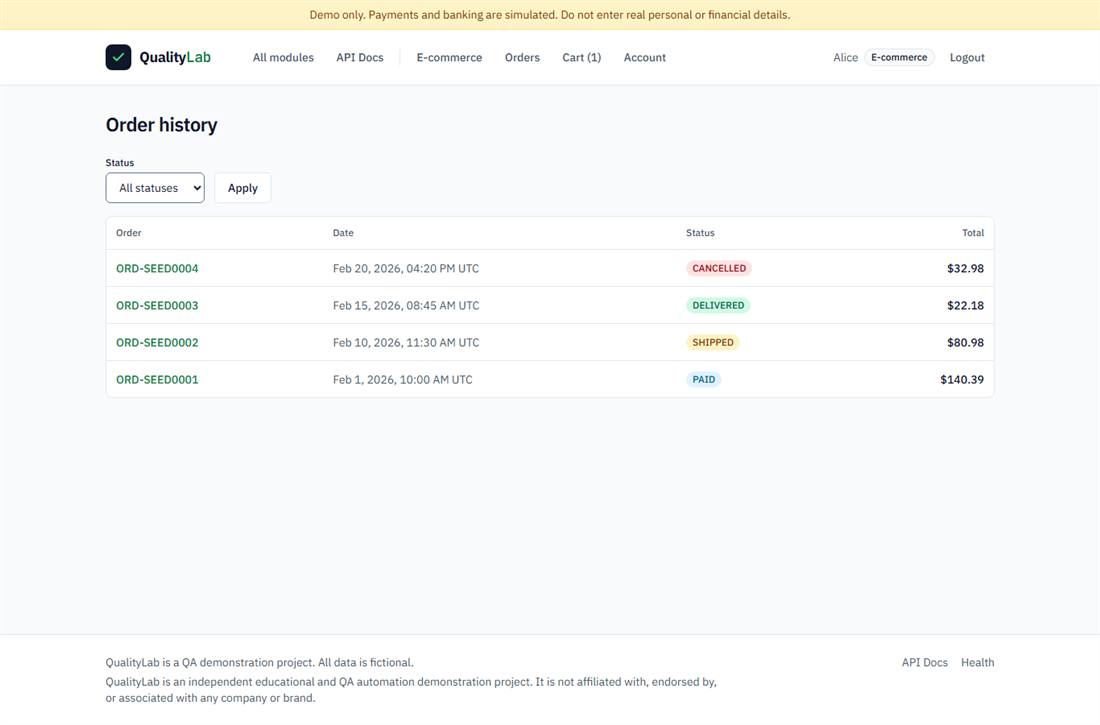 Demo only. Payments and banking are simulated. Do not enter real personal or financial details.
QualityLab All modules API Docs E-commerce Orders Cart (1) Account Alice E-commerce Logout
Order history
Status
All statuses Apply
Order Date Status Total
ORD-SEED0004 Feb 20, 2026, 04:20 PM UTC CANCELLED $32.98
ORD-SEED0003 Feb 15, 2026, 08:45 AM UTC DELIVERED $22.18
ORD-SEED0002 Feb 10, 2026, 11:30 AM UTC SHIPPED $80.98
ORD-SEED0001 Feb 1, 2026, 10:00 AM UTC PAID $140.39
QualityLab is a QA demonstration project. All data is fictional. API Docs Health
QualityLab is an independent educational and QA automation demonstration project. It is not affiliated with, endorsed by,
or associated with any company or brand.